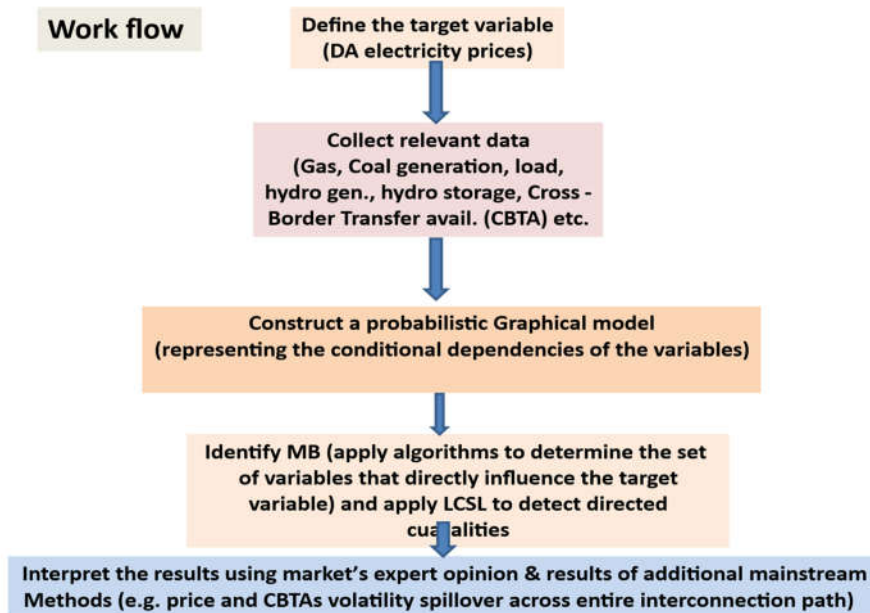 Work flow
Define the target variable
(DA electricity prices)
Collect relevant data
(Gas, Coal generation, load,
hydro gen., hydro storage, Cross -
Border Transfer avail. (CBTA) etc.
Construct a probabilistic Graphical model
(representing the conditional dependencies of the variables)
Identify MB (apply algorithms to determine the set
of variables that directly influence the target
variable) and apply LCSL to detect directed
Interpret the results using market's expert opinion & results of additional mainstream
Methods (e.g. price and CBTAs volatility spillover across entire interconnection path)